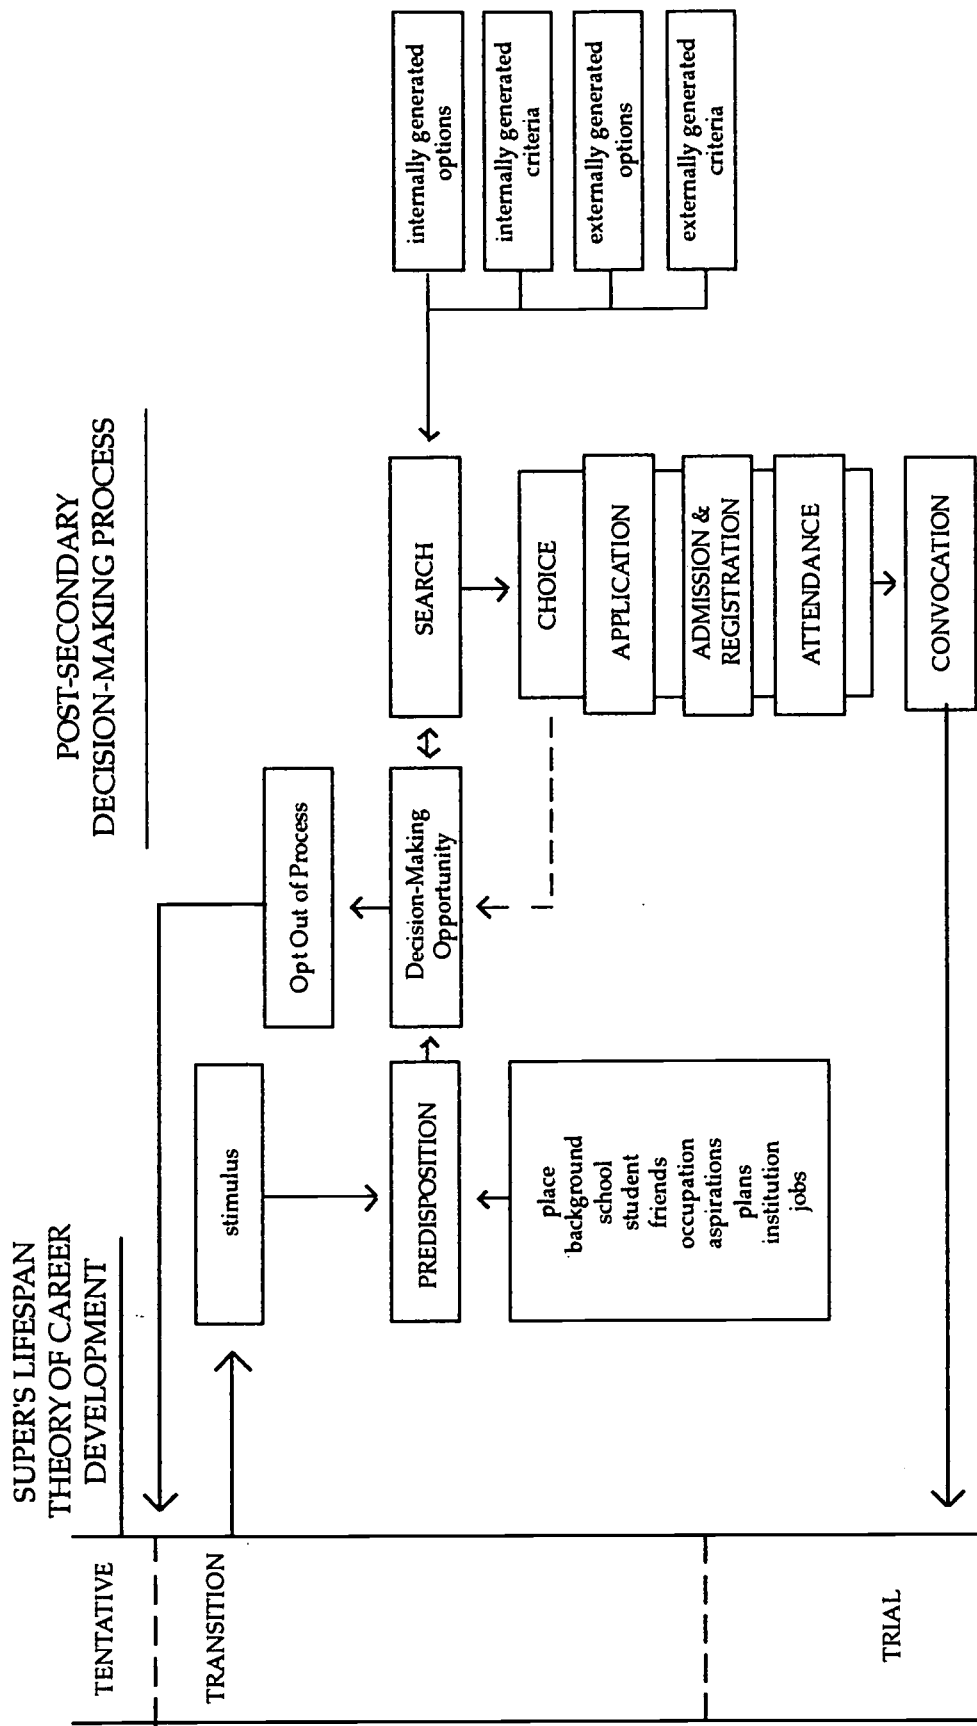 SUPER'S LIFESPAN
THEORY OF CAREER
DEVELOPMENT
POST-SECONDARY
DECISION-MAKING PROCESS
TENTATIVE
TRANSITION
TRIAL
stimulus
PREDISPOSITION
place
background
school
student
friends
occupation
aspirations
plans
institution
jobs
Opt Out of Process
Decision-Making
Opportunity
SEARCH
CHOICE
APPLICATION
ADMISSION &
REGISTRATION
ATTENDANCE
CONVOCATION
internally generated
options
internally generated
criteria
externally generated
options
externally generated
criteria